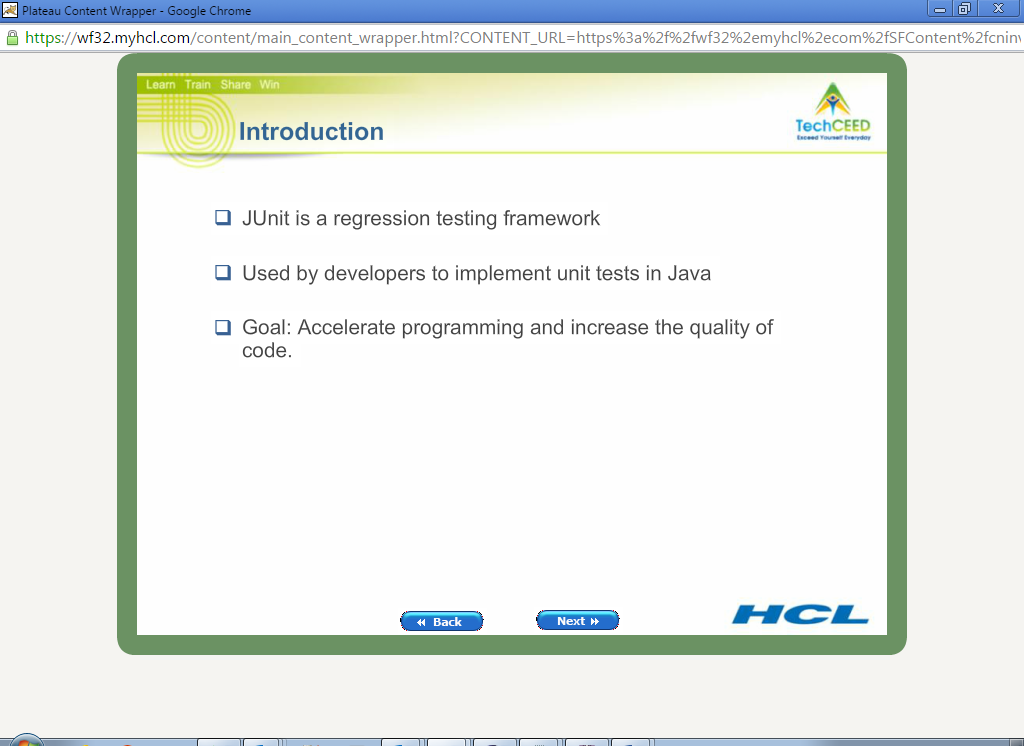 Plateau Content Wrapper - Google Chrome
https://wf32.myhcl.com/content/main_content_wrapper.html?CONTENT_URL=https%3a%2f%2fwf32%2emyhcl%2ecom%2fSFContent%2fcninv
Learn Train Share Win
Introduction
TechCEED
Exceed Yourself Everyday
JUnit is a regression testing framework
Used by developers to implement unit tests in Java
Goal: Accelerate programming and increase the quality of
code.
Back
Next
HCL